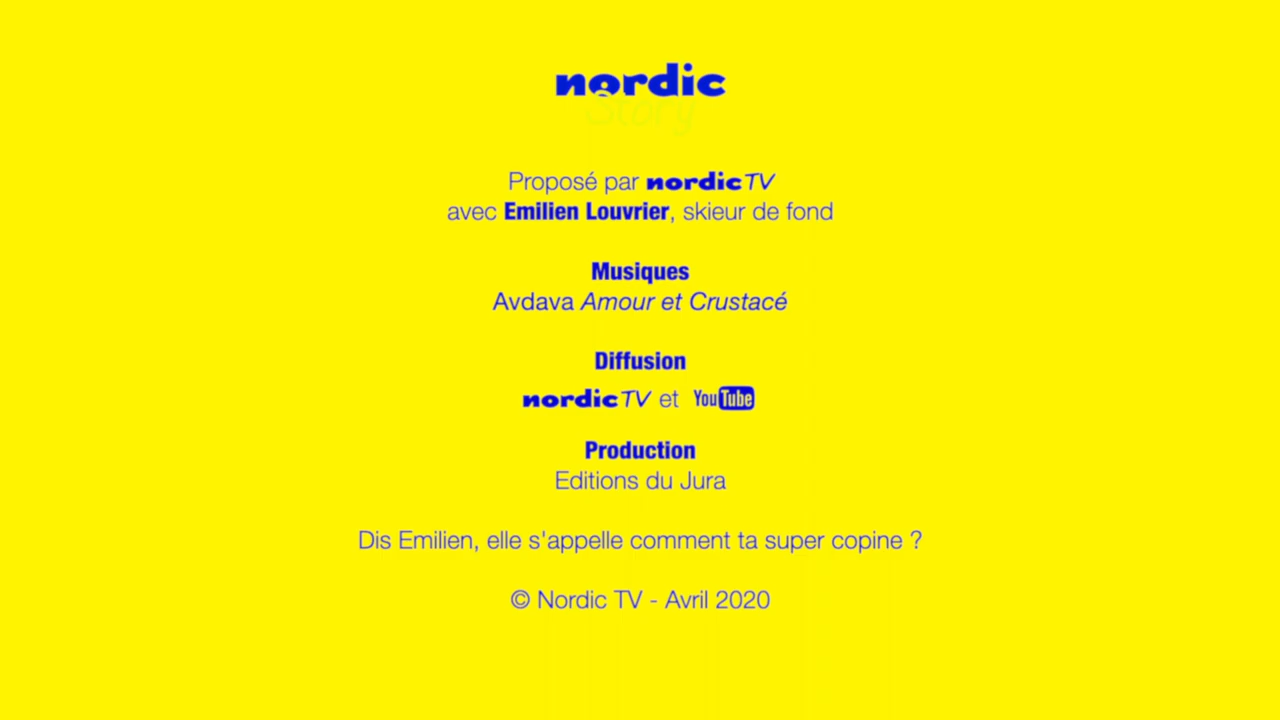 nordic
Story
Proposé par nordicTV
avec Emilien Louvrier, skieur de fond
Musiques
Avdava Amour et Crustacé
Diffusion
nordicTV et YouTube
Production
Editions du Jura
Dis Emilien, elle s'appelle comment ta super copine ?
© Nordic TV - Avril 2020